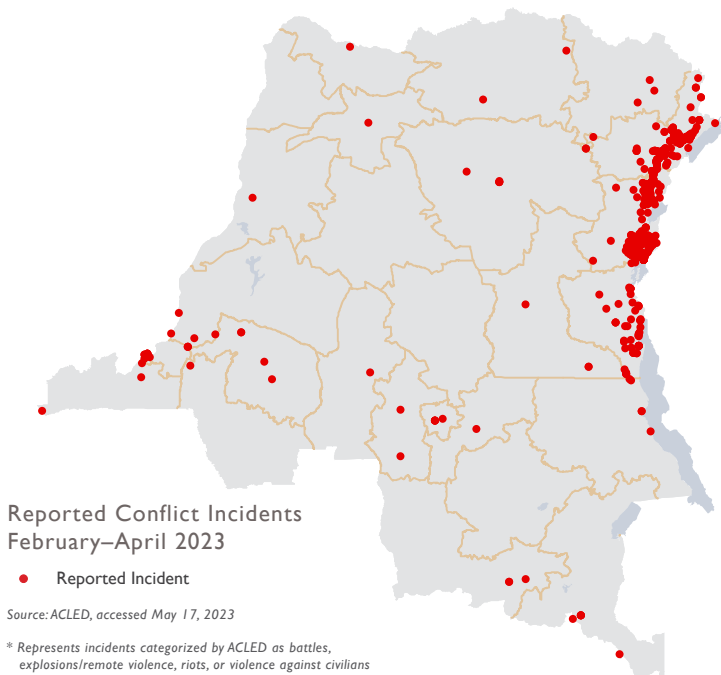 Reported Conflict Incidents
February–April 2023
Reported Incident
Source: ACLED, accessed May 17, 2023
* Represents incidents categorized by ACLED as battles,
explosions/remote violence, riots, or violence against civilians